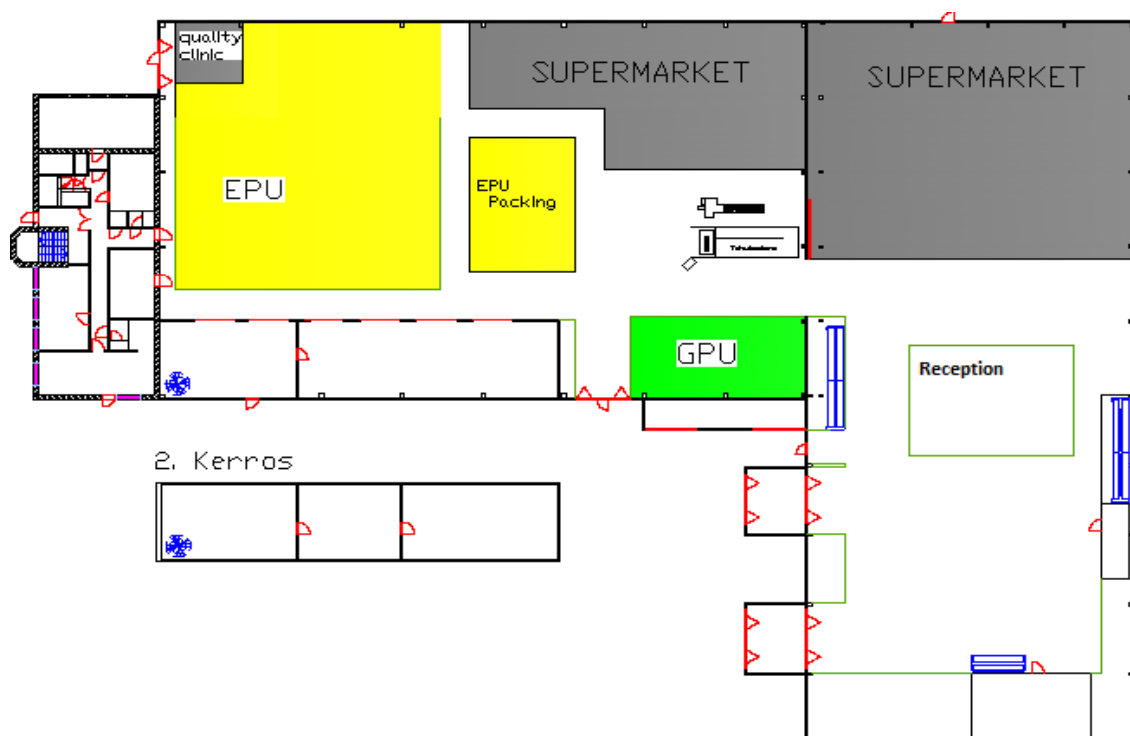 quality
clinic
SUPERMARKET
SUPERMARKET
EPU
EPU
Packing
GPU
Reception
2. Kerros